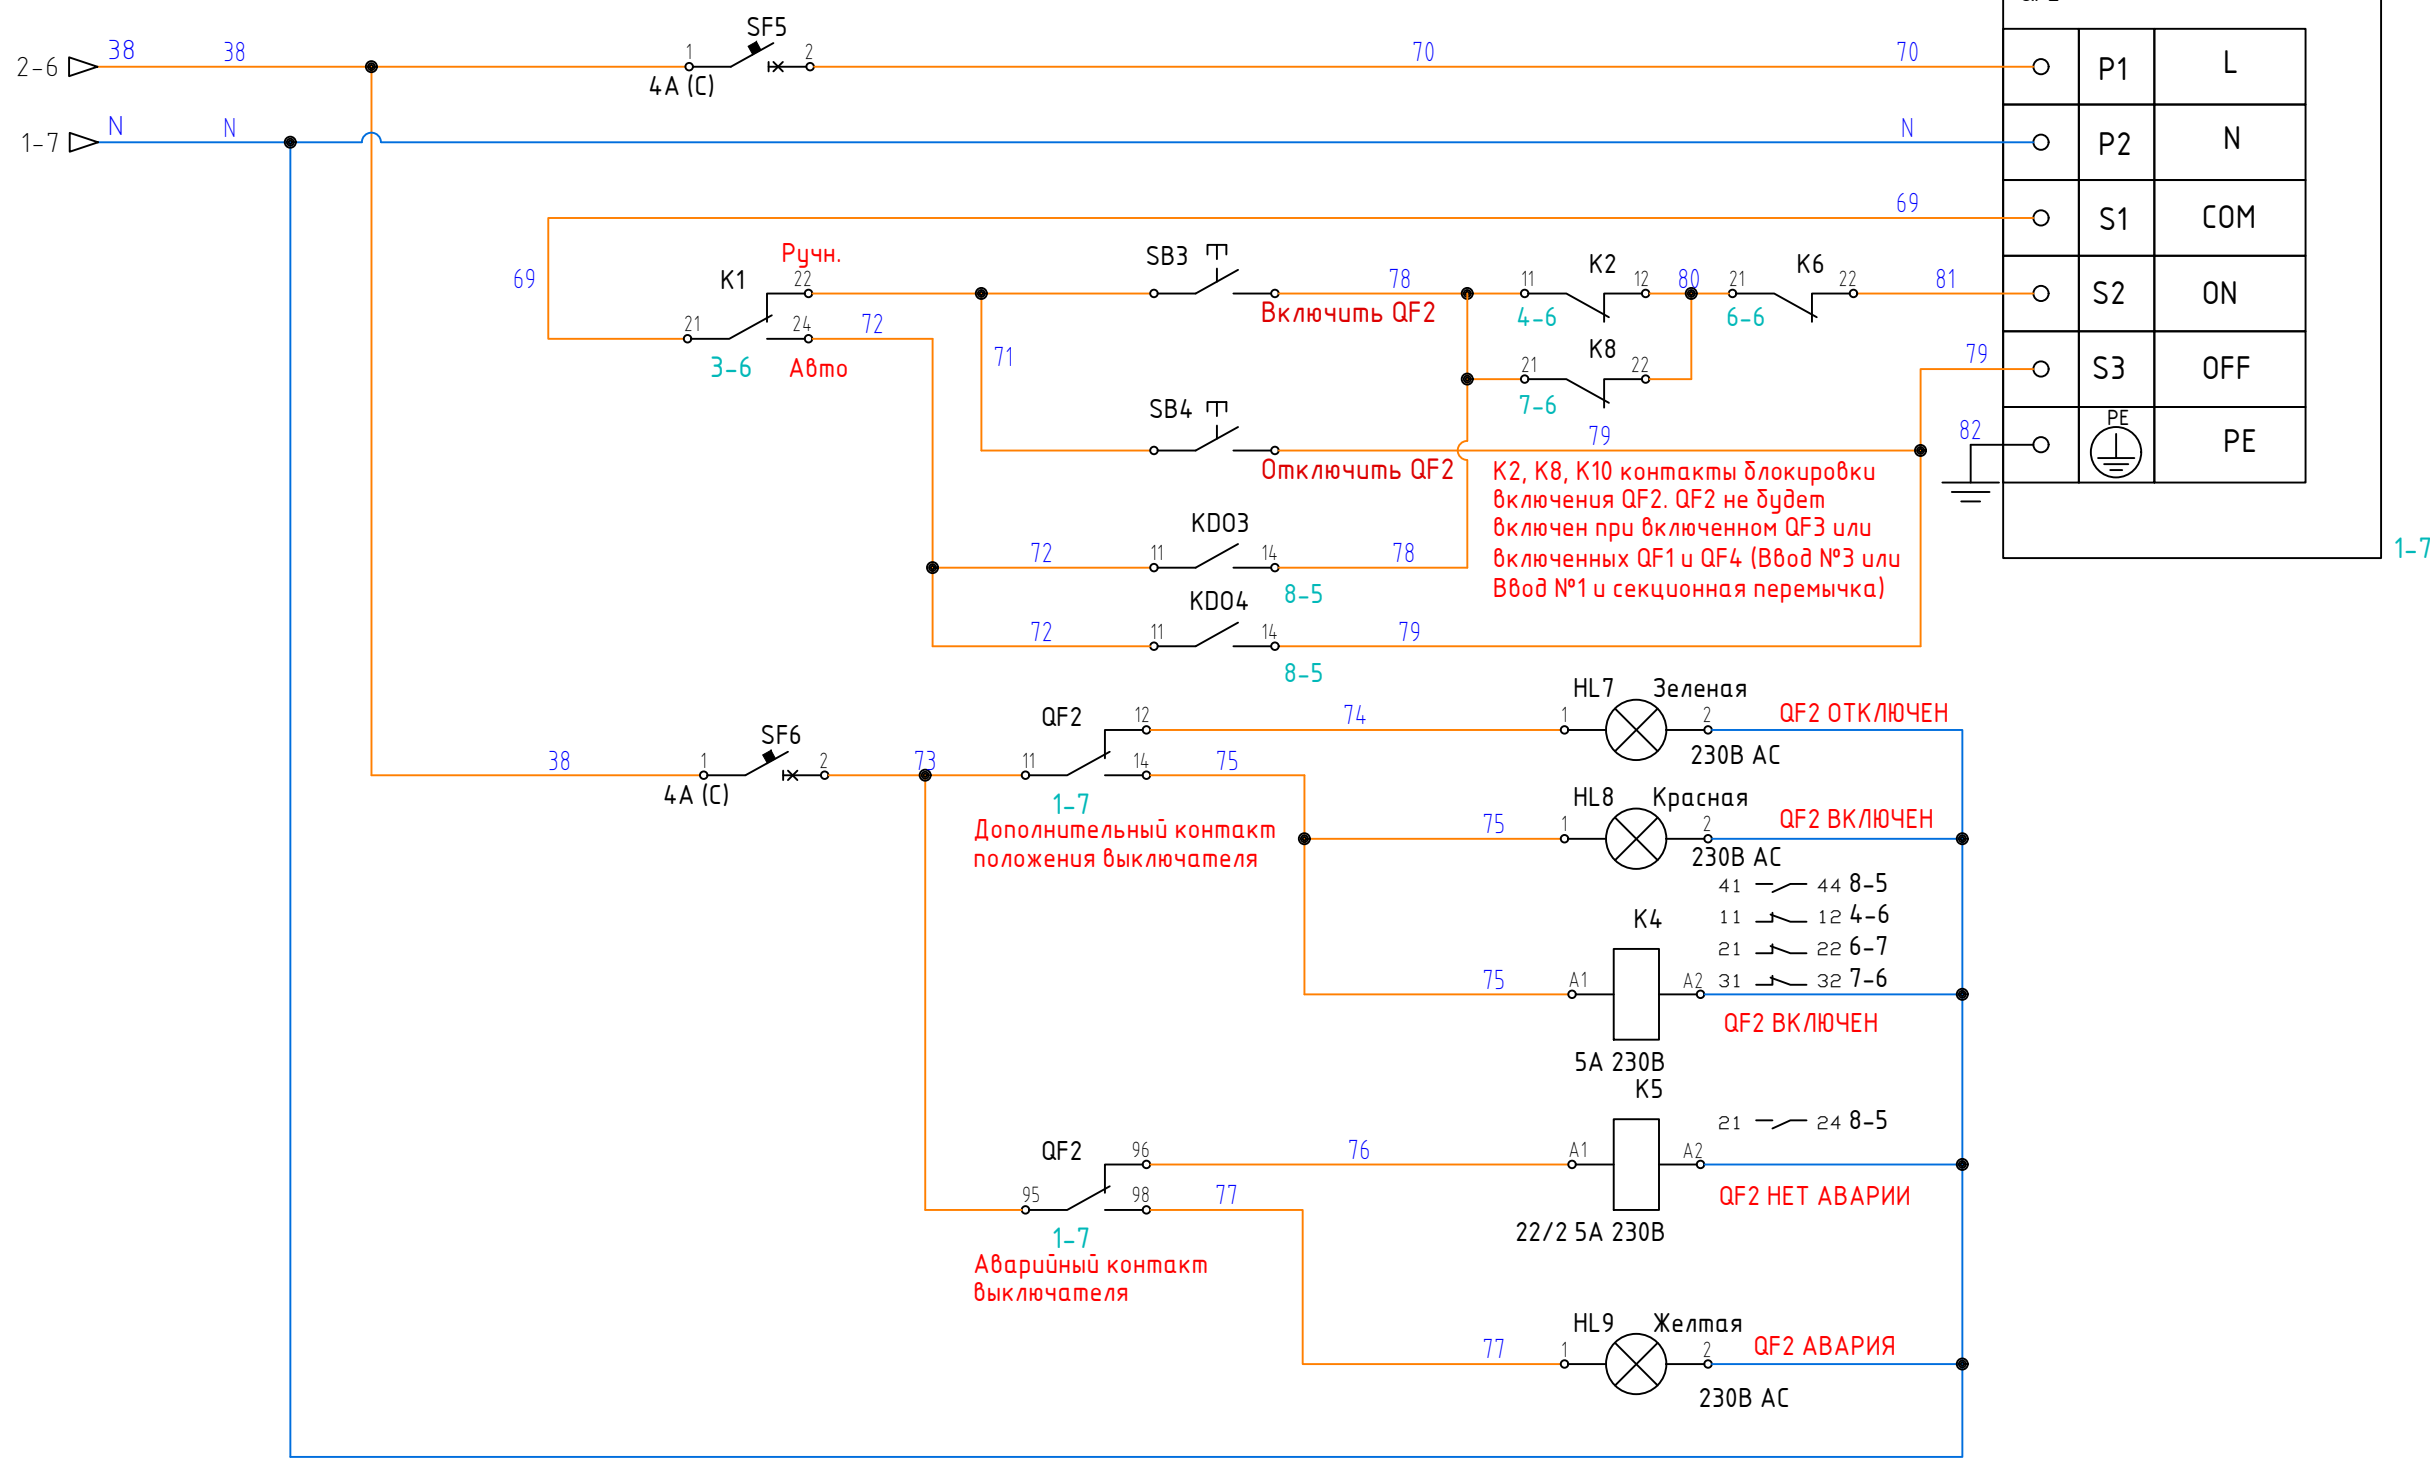 SF5
2-6
38
38
1
2
70
70
P1
L
4А (С)
1-7
N
N
N
P2
N
69
S1
COM
Ручн.
SB3
K2
K6
69
K1
22
78
11
12
80
21
22
81
S2
ON
Включить QF2
4-6
6-6
21
24
72
71
K8
79
3-6
Авто
21
22
S3
OFF
7-6
SB4
PE
79
82
PE
Отключить QF2
K2, K8, K10 контакты блокировки
включения QF2. QF2 не будет
включен при включенном QF3 или
включенных QF1 и QF4 (Ввод №3 или
Ввод №1 и секционная перемычка)
1-7
KDO3
72
11
14
78
8-5
KDO4
72
11
14
79
8-5
HL7
Зеленая
QF2
12
74
1
2
QF2 ОТКЛЮЧЕН
SF6
230В АС
38
1
2
73
11
14
75
4А (С)
1-7
HL8
Красная
Дополнительный контакт
положения выключателя
75
1
2
QF2 ВКЛЮЧЕН
230В АС
41
44 8-5
K4
11
12 4-6
21
22 6-7
75
A1
A2
31
32 7-6
QF2 ВКЛЮЧЕН
5А 230В
K5
21
24 8-5
QF2
96
76
A1
A2
95
98
77
QF2 НЕТ АВАРИИ
1-7
22/2 5А 230В
Аварийный контакт
выключателя
HL9
Желтая
77
1
2
QF2 АВАРИЯ
230В АС